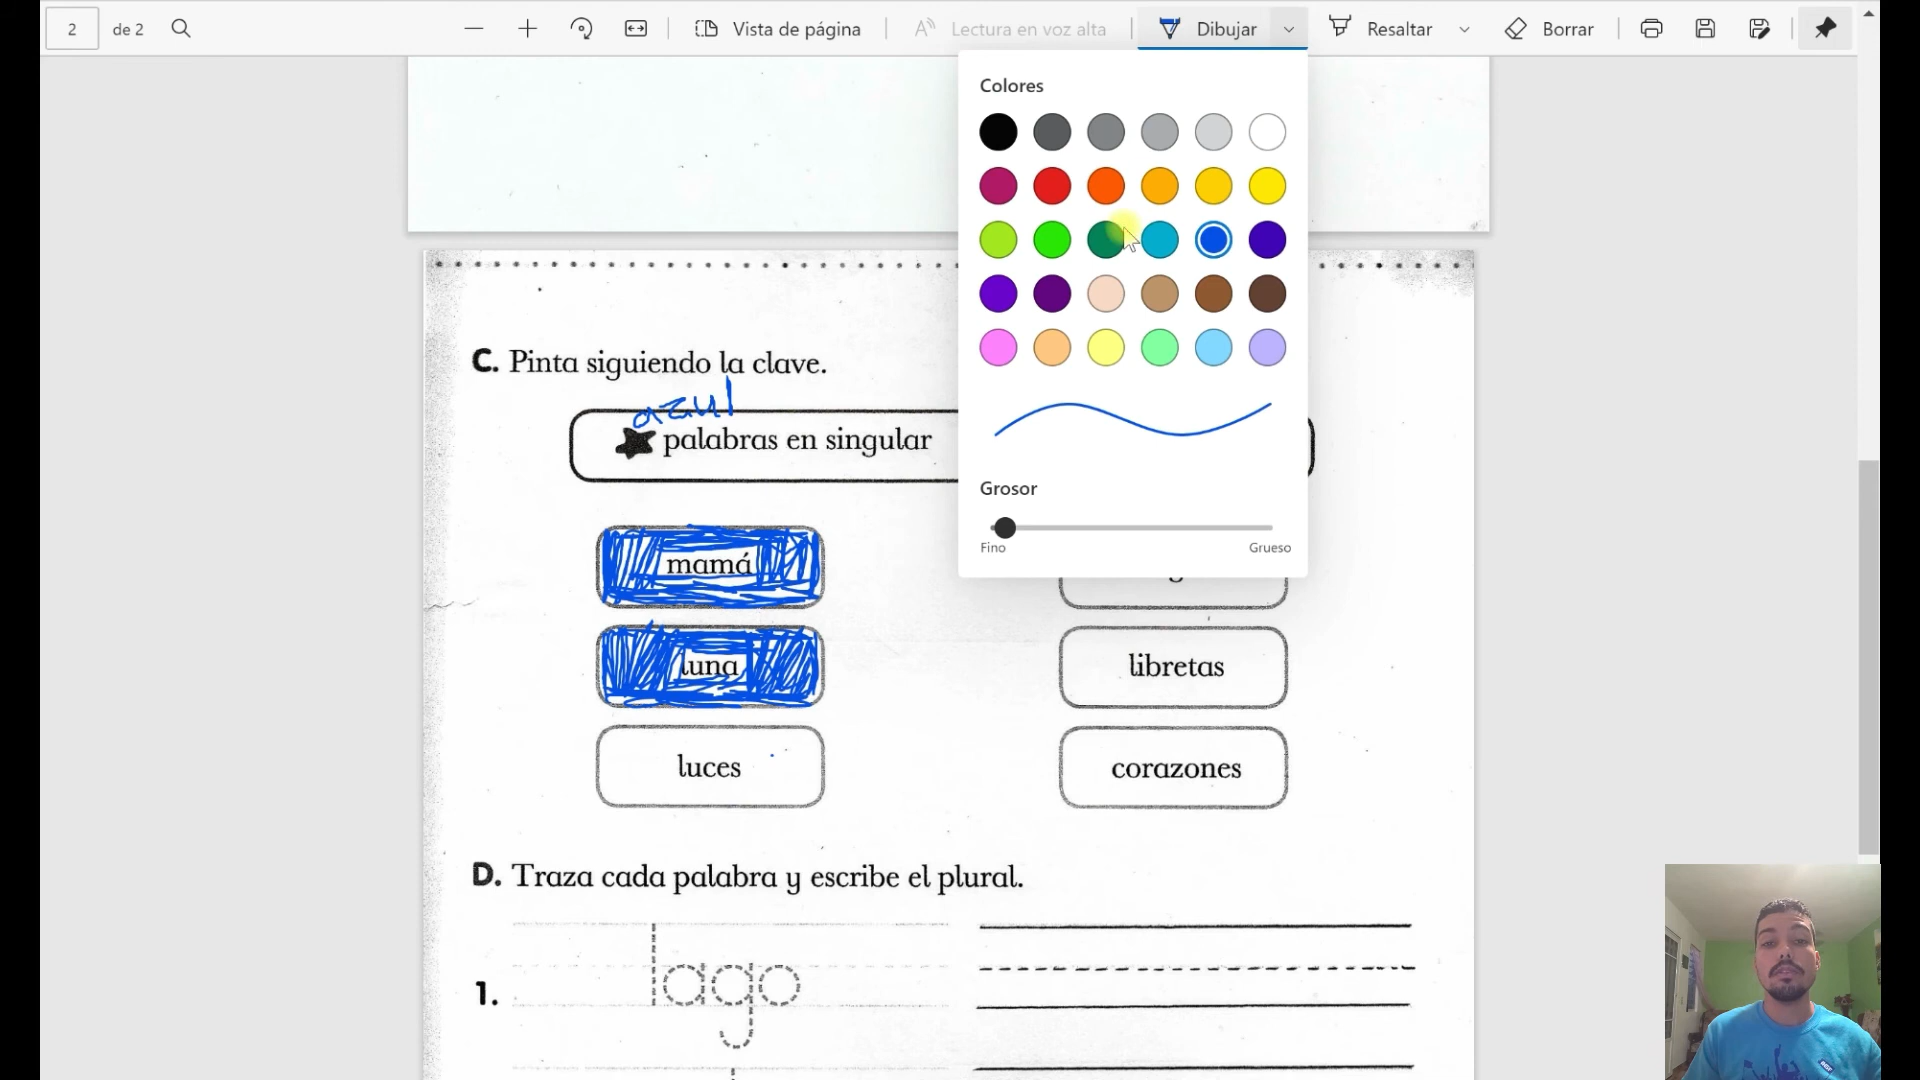 2 de 2 Vista de página Lectura en voz alta Dibujar Resaltar Borrar
Colores
C. Pinta siguiendo la clave.
azul
palabras en singular
Grosor
Fino Grueso
mamá
luna libretas
luces corazones
D. Traza cada palabra y escribe el plural.
1. lago